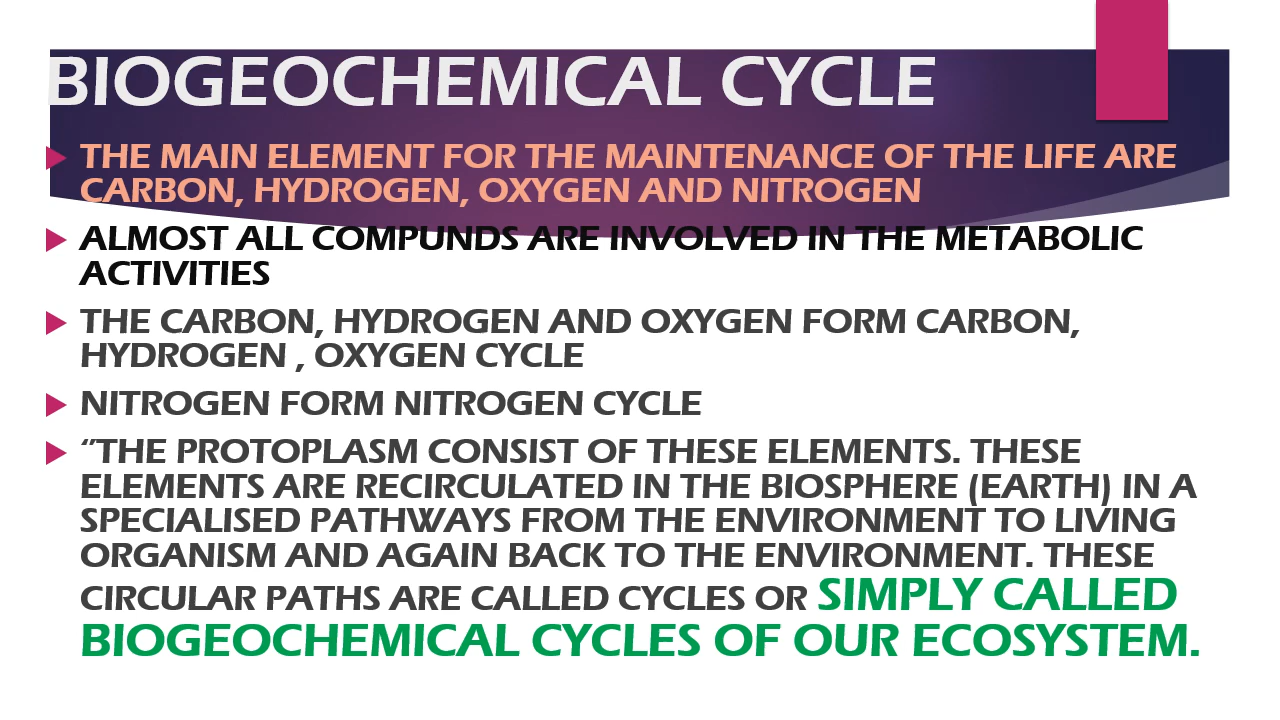 BIOGEOCHEMICAL CYCLE
THE MAIN ELEMENT FOR THE MAINTENANCE OF THE LIFE ARE
CARBON, HYDROGEN, OXYGEN AND NITROGEN
ALMOST ALL COMPUNDS ARE INVOLVED IN THE METABOLIC
ACTIVITIES
THE CARBON, HYDROGEN AND OXYGEN FORM CARBON,
HYDROGEN , OXYGEN CYCLE
NITROGEN FORM NITROGEN CYCLE
“THE PROTOPLASM CONSIST OF THESE ELEMENTS. THESE
ELEMENTS ARE RECIRCULATED IN THE BIOSPHERE (EARTH) IN A
SPECIALISED PATHWAYS FROM THE ENVIRONMENT TO LIVING
ORGANISM AND AGAIN BACK TO THE ENVIRONMENT. THESE
CIRCULAR PATHS ARE CALLED CYCLES OR SIMPLY CALLED
BIOGEOCHEMICAL CYCLES OF OUR ECOSYSTEM.